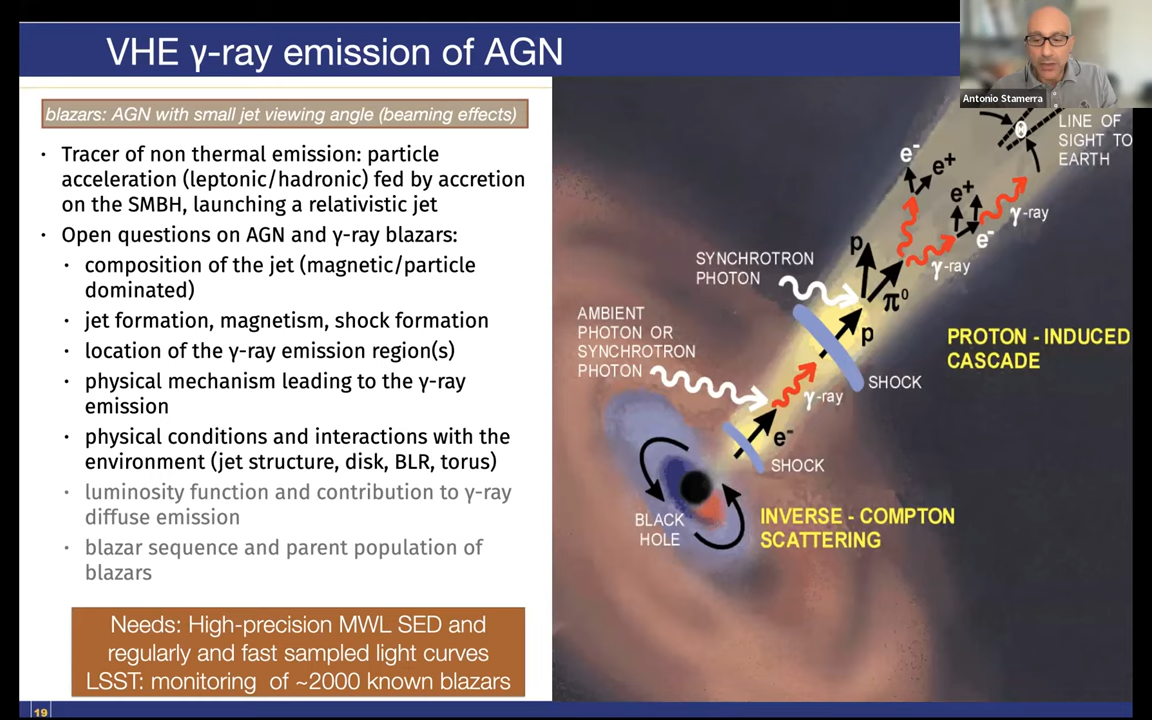 VHE γ-ray emission of AGN
Antonio Stamerra
blazars: AGN with small jet viewing angle (beaming effects)
· Tracer of non thermal emission: particle
acceleration (leptonic/hadronic) fed by accretion
on the SMBH, launching a relativistic jet
· Open questions on AGN and γ-ray blazars:
· composition of the jet (magnetic/particle
dominated)
· jet formation, magnetism, shock formation
· location of the γ-ray emission region(s)
· physical mechanism leading to the γ-ray
emission
· physical conditions and interactions with the
environment (jet structure, disk, BLR, torus)
· luminosity function and contribution to γ-ray
diffuse emission
· blazar sequence and parent population of
blazars
Needs: High-precision MWL SED and
regularly and fast sampled light curves
LSST: monitoring of ~2000 known blazars
19
Θ
LINE OF
SIGHT TO
EARTH
e-
e+
e+
γ-ray
e-
γ-ray
p
π⁰
SYNCHROTRON
PHOTON
p
AMBIENT
PHOTON OR
SYNCHROTRON
PHOTON
PROTON - INDUCED
CASCADE
SHOCK
γ-ray
e-
SHOCK
BLACK
HOLE
INVERSE - COMPTON
SCATTERING